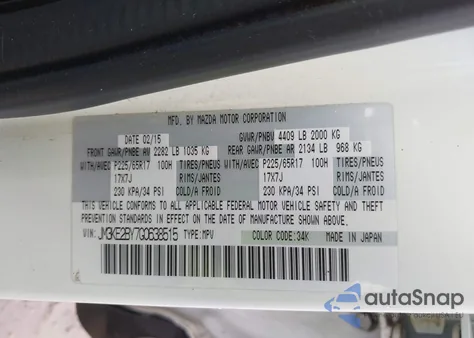 MFD. BY MAZDA MOTOR CORPORATION
DATE 02/15 GVWR/PNBV 4409 LB 2000 KG
FRONT GAWR/PNBE AV 2282 LB 1035 KG REAR GAWR/PNBE AR 2134 LB 968 KG
WITH/AVEC P225/65R17 100H TIRES/PNEUS WITH/AVEC P225/65R17 100H TIRES/PNEUS
17X7J RIMS/JANTES 17X7J RIMS/JANTES
230 KPA/34 PSI COLD/A FROID 230 KPA/34 PSI COLD/A FROID
THIS VEHICLE CONFORMS TO ALL APPLICABLE FEDERAL MOTOR VEHICLE
SAFETY, BUMPER, AND THEFT PREVENTION STANDARDS
IN EFFECT ON THE DATE OF MANUFACTURE SHOWN ABOVE.
VIN: JM3KE2BY7G0638515 TYPE: MPV COLOR CODE: 34K MADE IN JAPAN
autoSnap